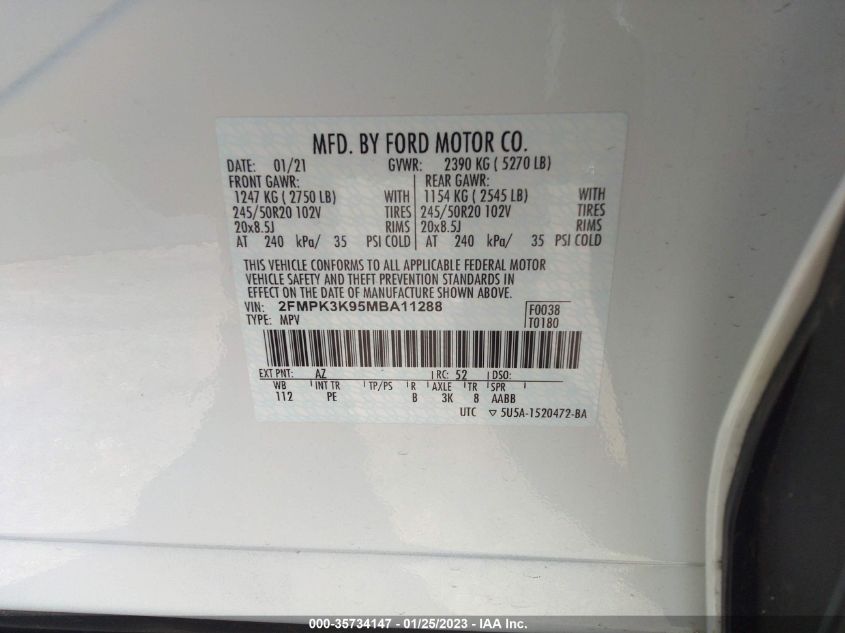 MFD. BY FORD MOTOR CO.
DATE: 01/21 GVWR: 2390 KG ( 5270 LB)
FRONT GAWR: REAR GAWR:
1247 KG ( 2750 LB) WITH 1154 KG ( 2545 LB) WITH
245/50R20 102V TIRES 245/50R20 102V TIRES
20x8.5J RIMS 20x8.5J RIMS
AT 240 kPa/ 35 PSI COLD AT 240 kPa/ 35 PSI COLD
THIS VEHICLE CONFORMS TO ALL APPLICABLE FEDERAL MOTOR
VEHICLE SAFETY AND THEFT PREVENTION STANDARDS IN
EFFECT ON THE DATE OF MANUFACTURE SHOWN ABOVE.
VIN: 2FMPK3K95MBA11288 F0038
TYPE: MPV T0180
EXT PNT: AZ RC: 52 DSO:
WB INT TR TP/PS R AXLE TR SPR
112 PE B 3K 8 AABB
UTC ▽ 5U5A-1520472-BA
000-35734147 - 01/25/2023 - IAA Inc.